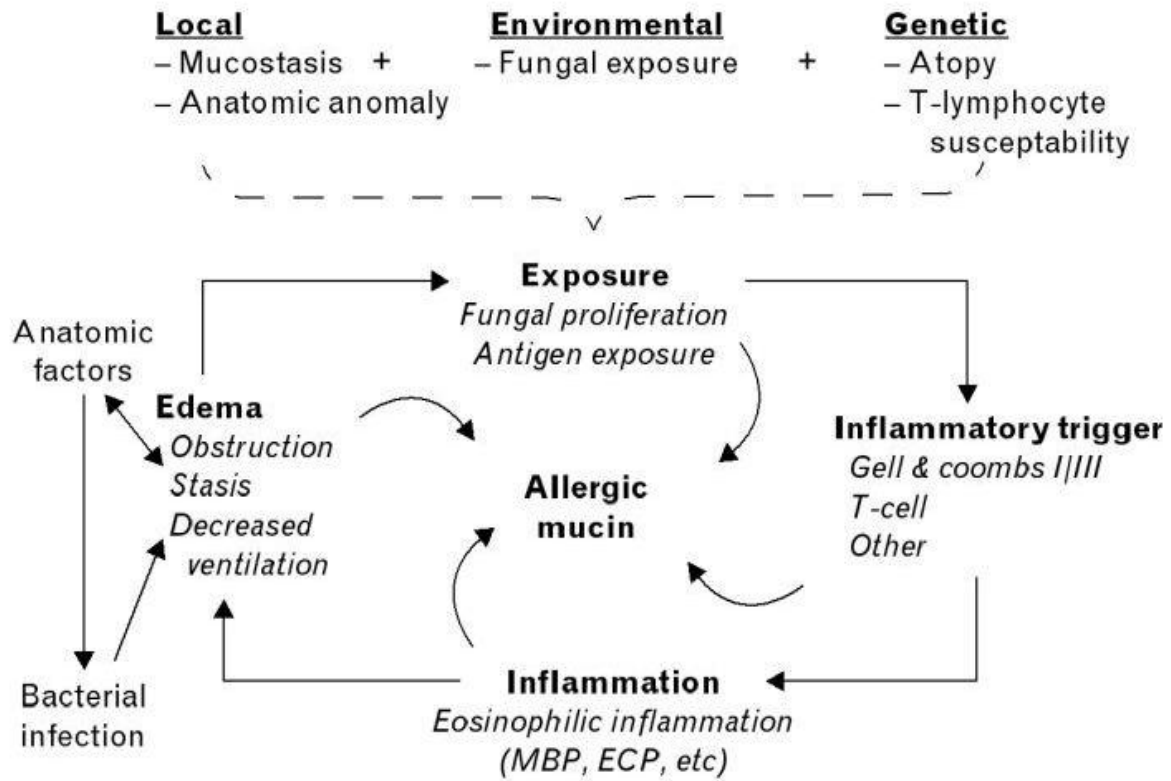 Local
– Mucostasis +
– Anatomic anomaly
Environmental
– Fungal exposure +
Genetic
– Atopy
– T-lymphocyte
susceptability
Exposure
Fungal proliferation
Antigen exposure
Anatomic
factors
Edema
Obstruction
Stasis
Decreased
ventilation
Allergic
mucin
Inflammatory trigger
Gell & coombs I/III
T-cell
Other
Bacterial
infection
Inflammation
Eosinophilic inflammation
(MBP, ECP, etc)